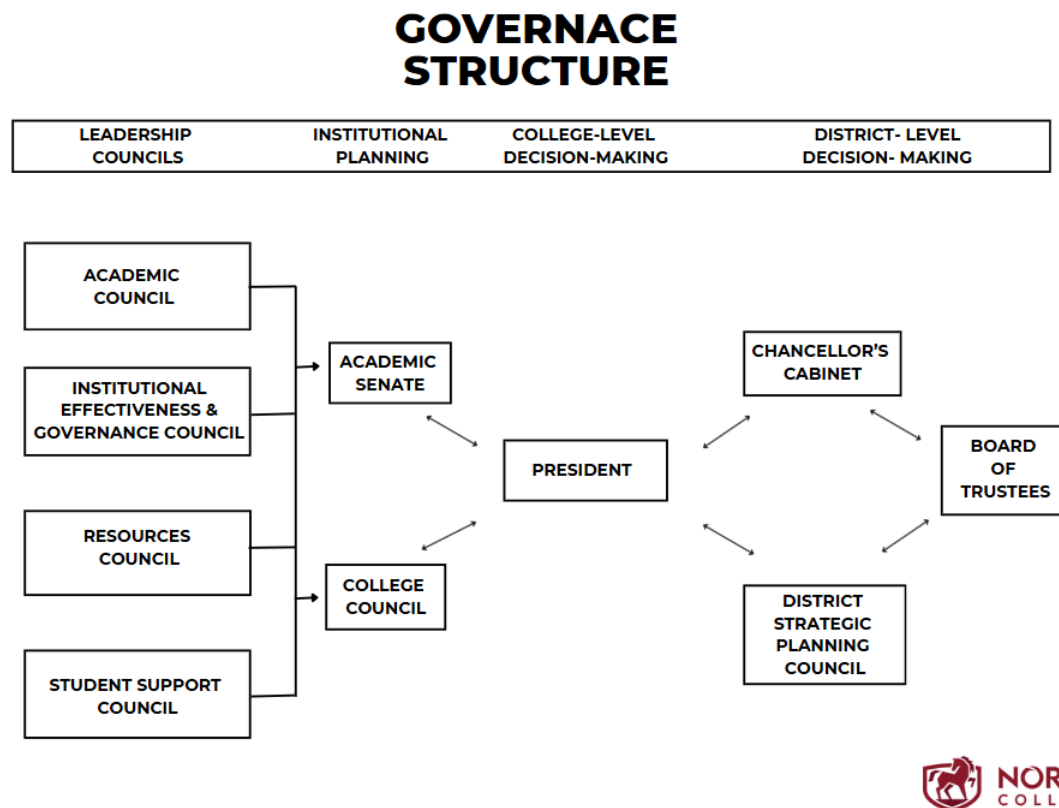 GOVERNACE
STRUCTURE
LEADERSHIP
COUNCILS
INSTITUTIONAL
PLANNING
COLLEGE-LEVEL
DECISION-MAKING
DISTRICT- LEVEL
DECISION- MAKING
ACADEMIC
COUNCIL
INSTITUTIONAL
EFFECTIVENESS &
GOVERNANCE COUNCIL
RESOURCES
COUNCIL
STUDENT SUPPORT
COUNCIL
ACADEMIC
SENATE
COLLEGE
COUNCIL
PRESIDENT
CHANCELLOR’S
CABINET
DISTRICT
STRATEGIC
PLANNING
COUNCIL
BOARD
OF
TRUSTEES